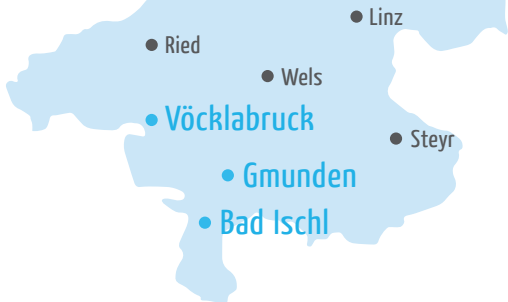 Linz
Ried
Wels
Vöcklabruck
Steyr
Gmunden
Bad Ischl